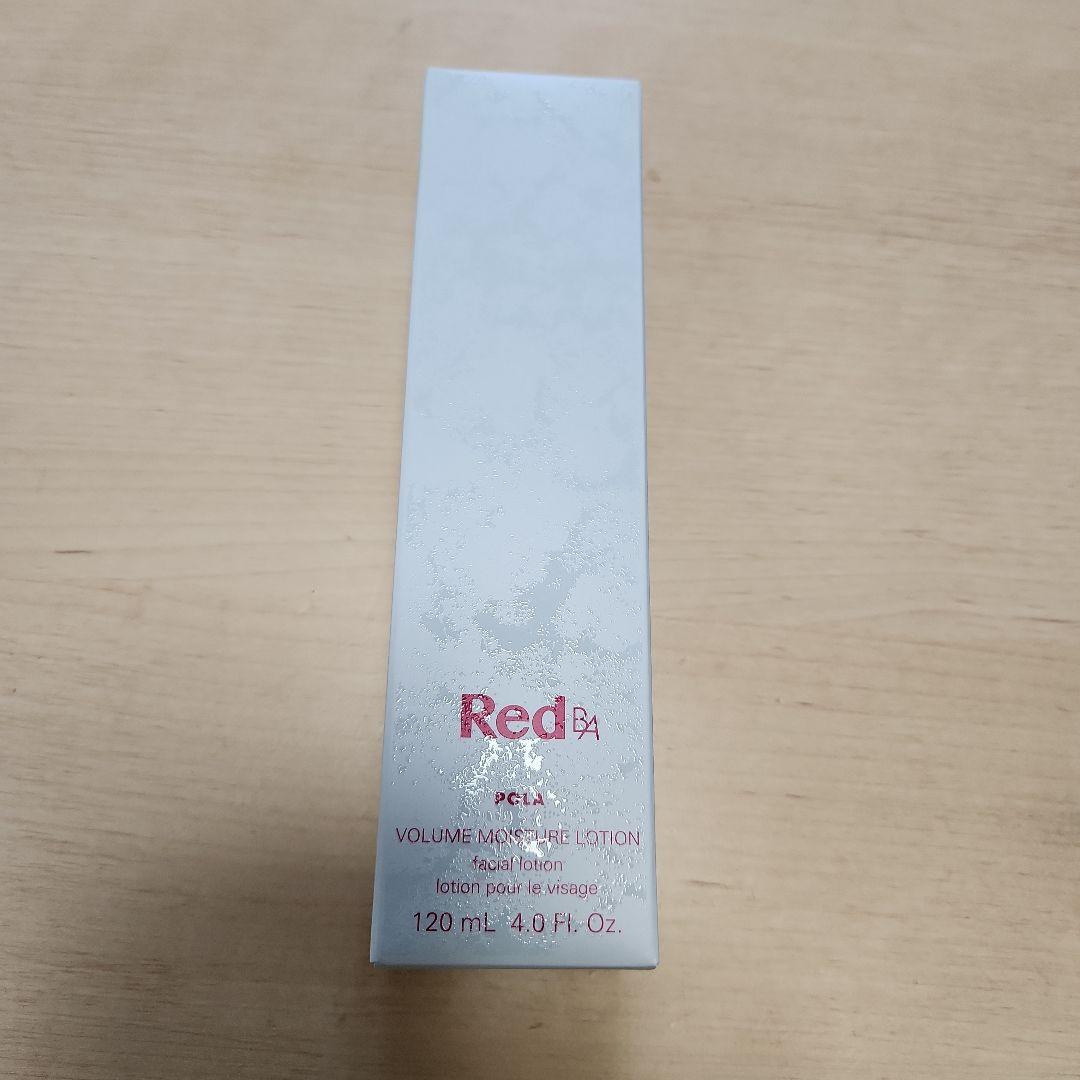 Red BA
POLA
VOLUME MOISTURE LOTION
facial lotion
lotion pour le visage
120 mL 4.0 Fl. Oz.